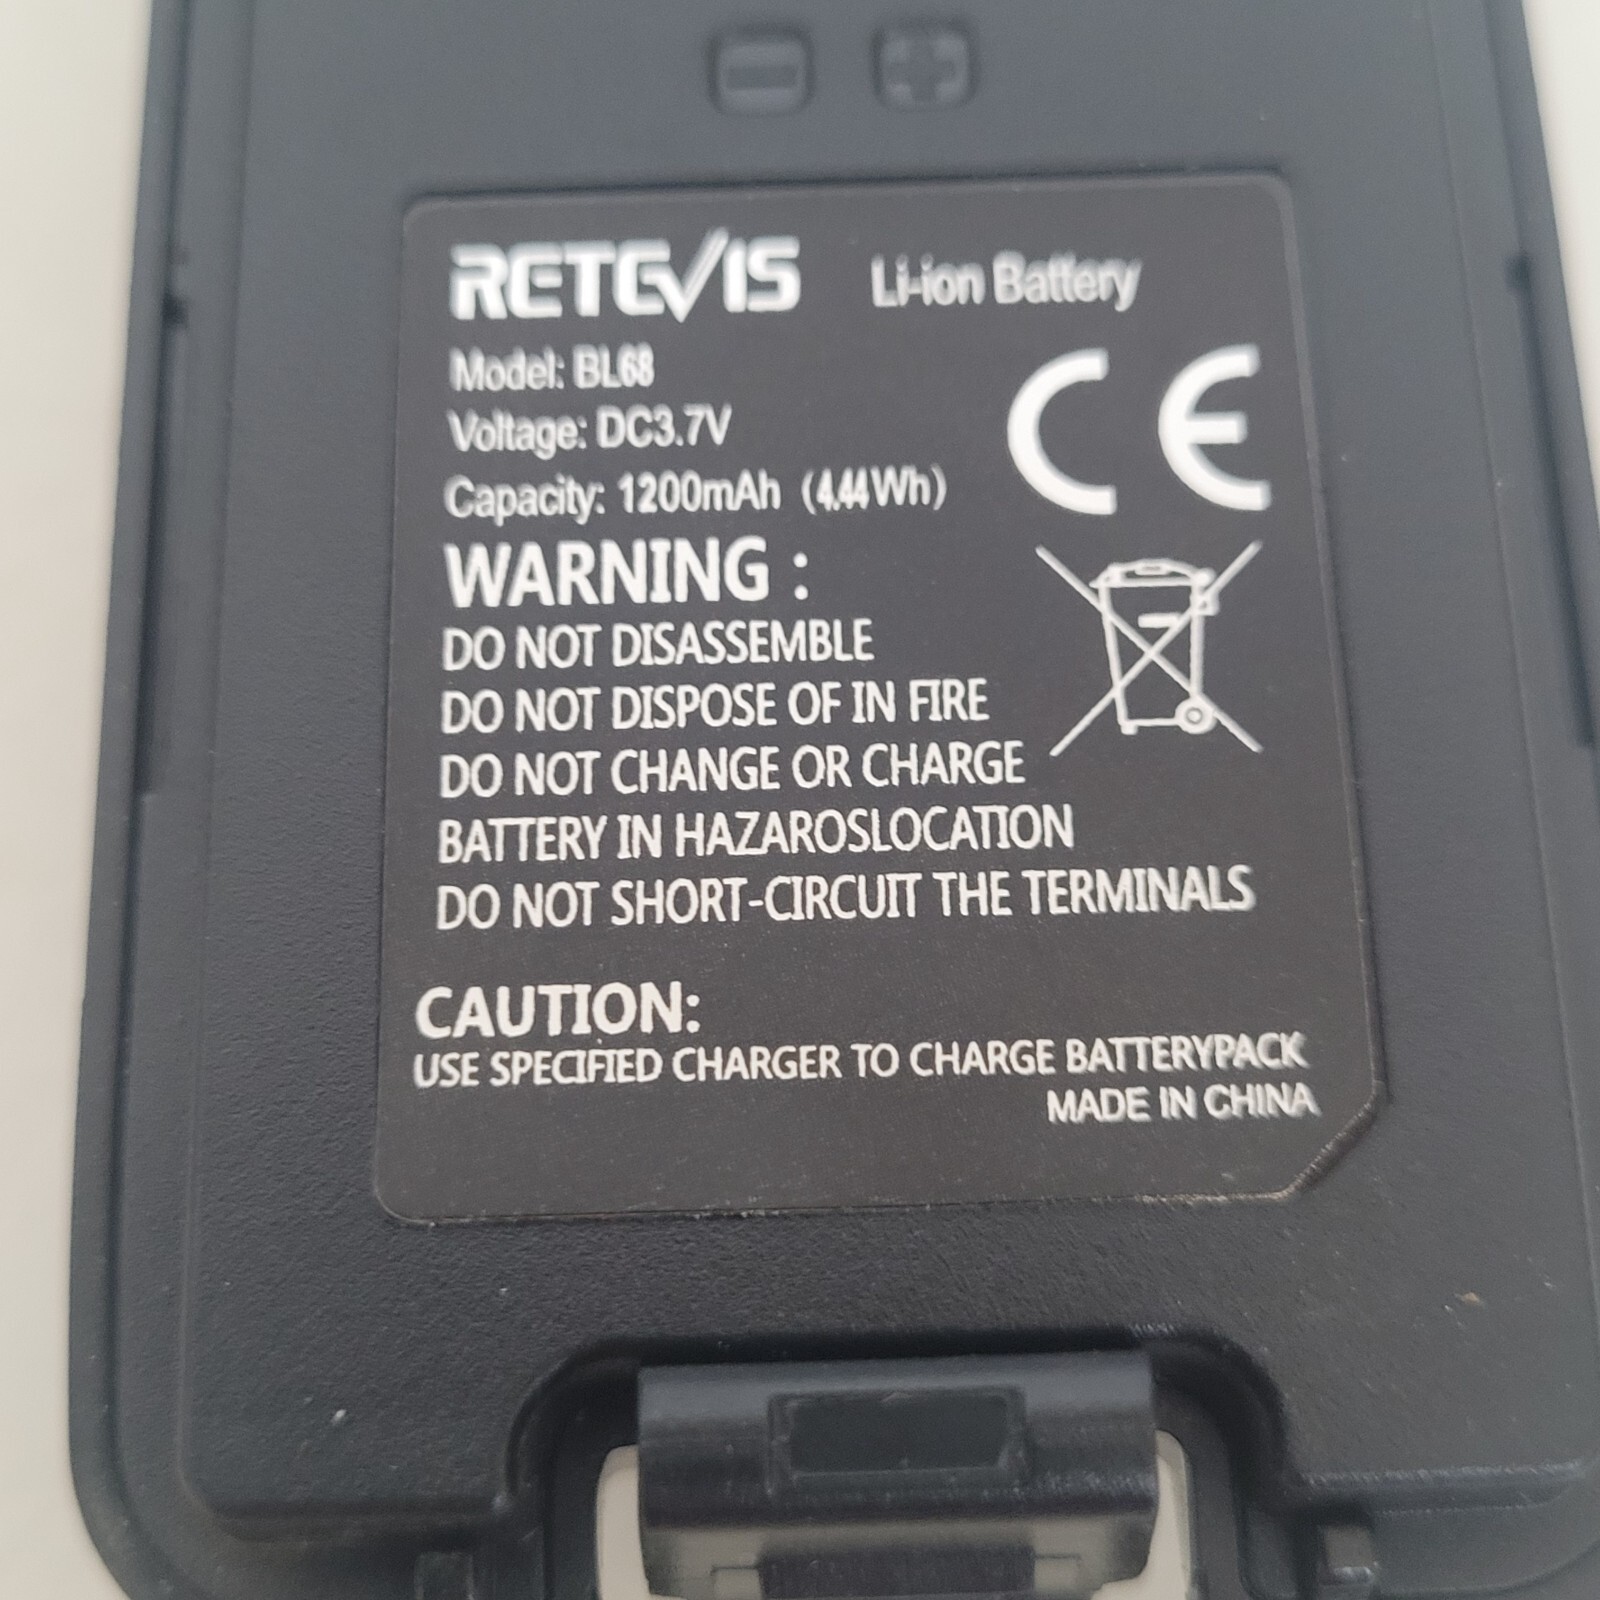 RETEVIS Li-ion Battery
Model: BL68
Voltage: DC3.7V
Capacity: 1200mAh (4.44Wh)
CE
WARNING :
DO NOT DISASSEMBLE
DO NOT DISPOSE OF IN FIRE
DO NOT CHANGE OR CHARGE
BATTERY IN HAZAROSLOCATION
DO NOT SHORT-CIRCUIT THE TERMINALS
CAUTION:
USE SPECIFIED CHARGER TO CHARGE BATTERYPACK
MADE IN CHINA